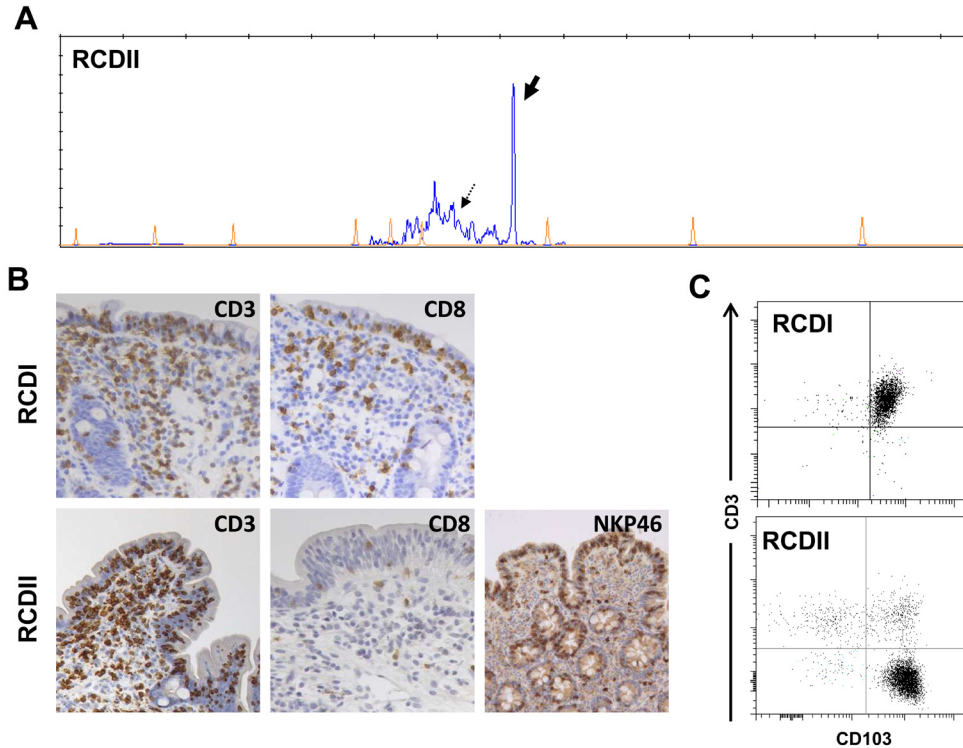 A
RCDII
B
CD3
CD8
RCDI
CD3
CD8
NKP46
RCDII
C
RCDI
RCDII
CD3
CD103